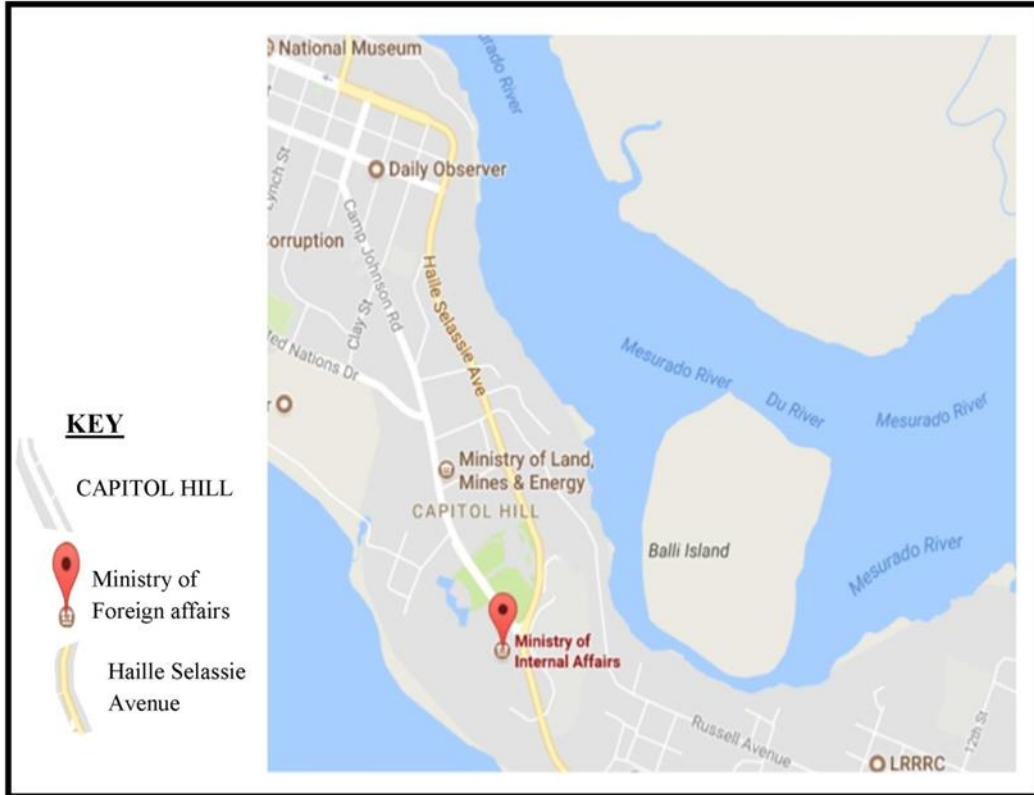 KEY
CAPITOL HILL
Ministry of
Foreign affairs
Haille Selassie
Avenue
National Museum
Mesurado River
Daily Observer
Lynch St
Camp Johnson Rd
orruption
Haile Selassie Ave
Clay St
ted Nations Dr
r
Mesurado River
Du River
Mesurado River
Ministry of Land,
Mines & Energy
CAPITOL HILL
Balli Island
Mesurado River
Ministry of
Internal Affairs
Russell Avenue
12th St
LRRRC